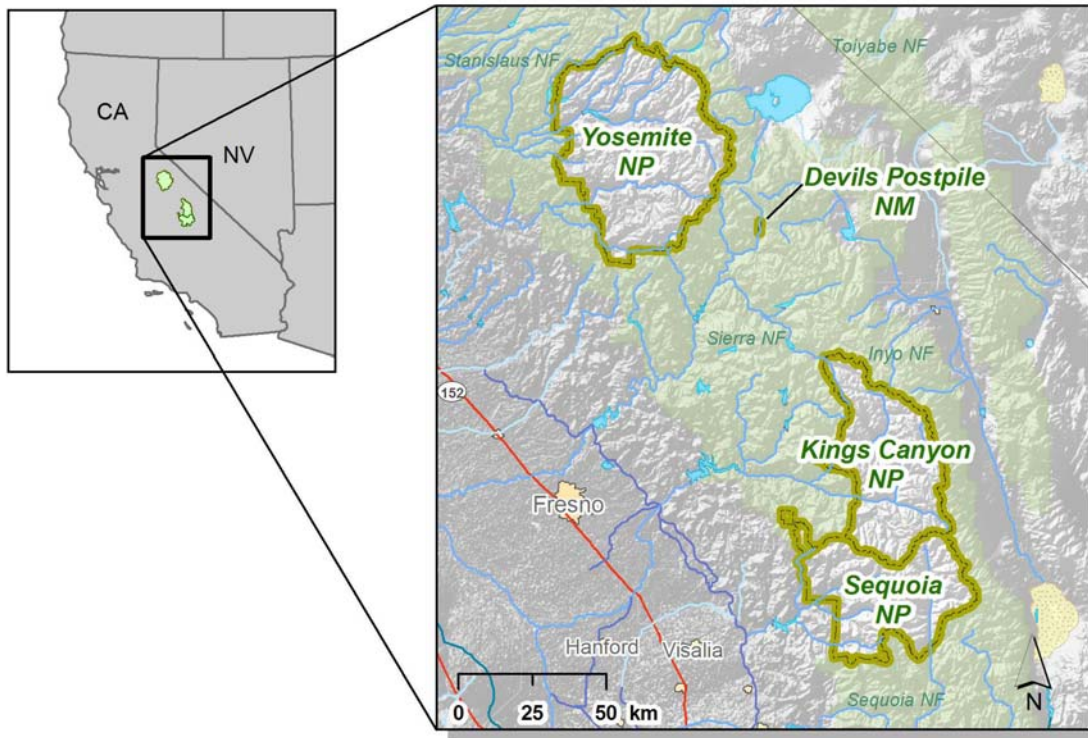 CA
NV
Stanislaus NF
Toiyabe NF
Yosemite
NP
Devils Postpile
NM
Sierra NF
Inyo NF
152
Kings Canyon
NP
Fresno
Sequoia
NP
Hanford
Visalia
Sequoia NF
0 25 50 km
N